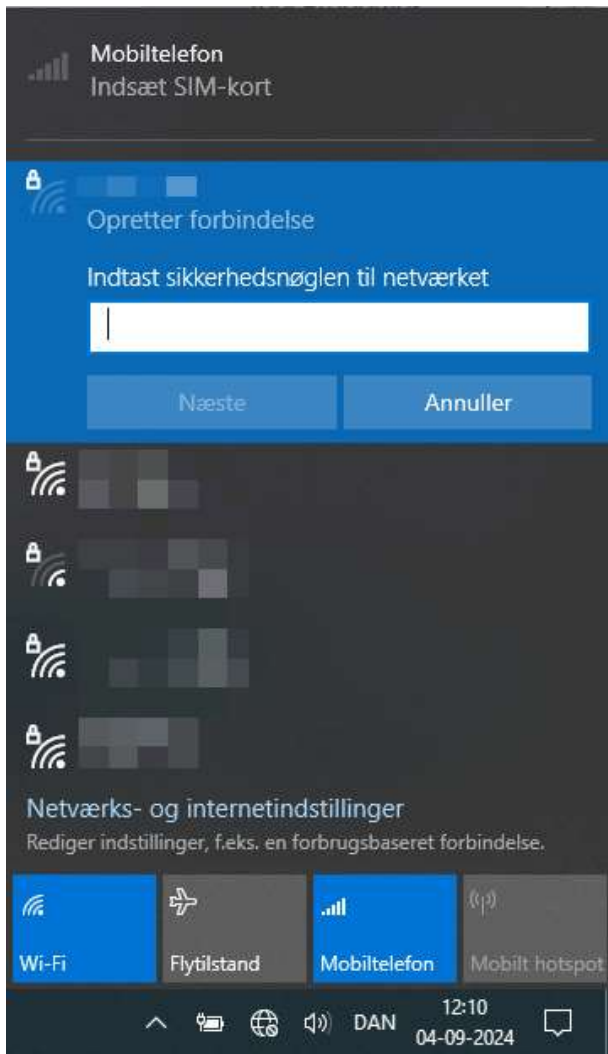 Mobiltelefon
Indsæt SIM-kort
Opretter forbindelse
Indtast sikkerhedsnøglen til netværket
Næste
Annuller
Netværks- og internetindstillinger
Rediger indstillinger, f.eks. en forbrugsbaseret forbindelse.
Wi-Fi
Flytilstand
Mobiltelefon
Mobilt hotspot
DAN
12:10
04-09-2024